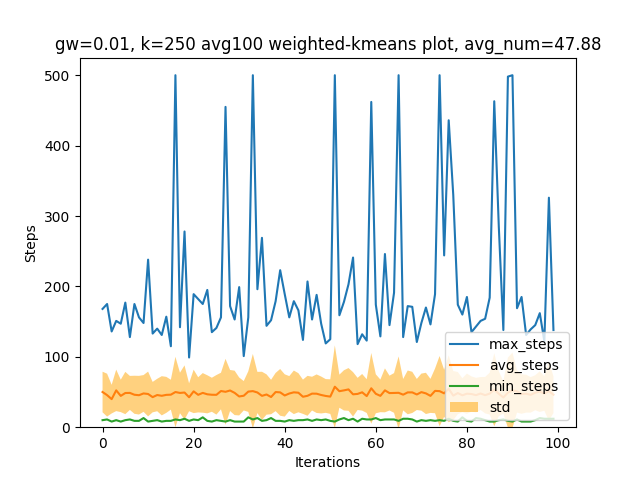 gw=0.01, k=250 avg100 weighted-kmeans plot, avg_num=47.88
500
400
300
200
100
0
Steps
0 20 40 60 80 100
Iterations
max_steps
avg_steps
min_steps
std